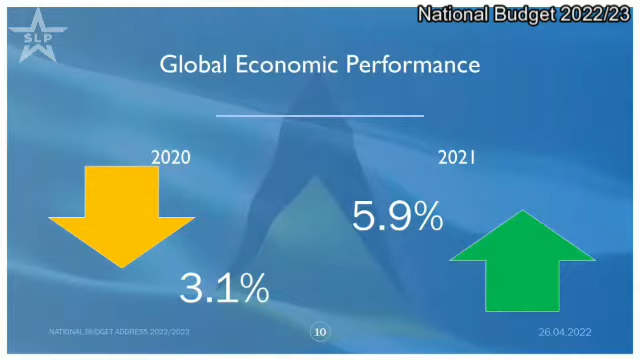 SLP
National Budget 2022/23
Global Economic Performance
2020
2021
5.9%
3.1%
NATIONAL BUDGET ADDRESS 2022/2023
10
26.04.2022